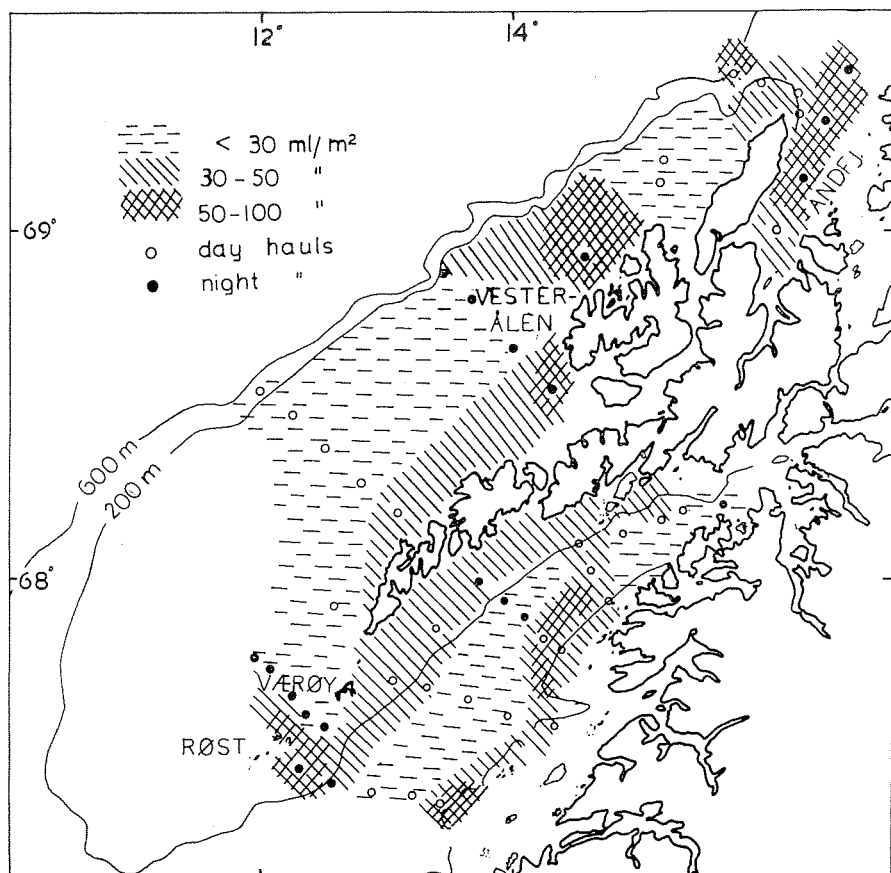 12° 14°
< 30 ml/m²
30-50 "
50-100 "
day hauls
night "
ANDFJ.
69°
VESTER-
ÅLEN
600 m
200 m
68°
VÆRØY
RØST